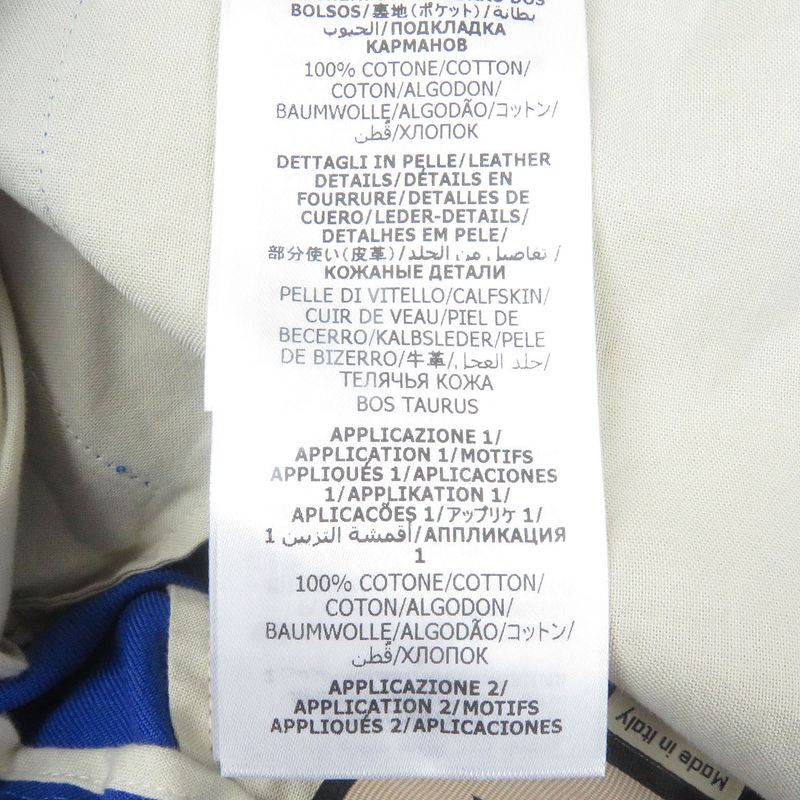 BOLSOS/裏地(ポケット)/بطانة
الجيوب/ПОДКЛАДКА
КАРМАНОВ
100% COTONE/COTTON/
COTON/ALGODON/
BAUMWOLLE/ALGODÃO/コットン/
قُطن/ХЛОПОК
DETTAGLI IN PELLE/LEATHER
DETAILS/DÉTAILS EN
FOURRURE/DETALLES DE
CUERO/LEDER-DETAILS/
DETALHES EM PELE/
部分使い(皮革)/تفاصيل من الجلد/
КОЖАНЫЕ ДЕТАЛИ
PELLE DI VITELLO/CALFSKIN/
CUIR DE VEAU/PIEL DE
BECERRO/KALBSLEDER/PELE
DE BIZERRO/牛革/جلد العجل/
ТЕЛЯЧЬЯ КОЖА
BOS TAURUS
APPLICAZIONE 1/
APPLICATION 1/MOTIFS
APPLIQUÉS 1/APLICACIONES
1/APPLIKATION 1/
APLICACÕES 1/アップリケ 1/
أقمشة التزيين 1/АППЛИКАЦИЯ
1
100% COTONE/COTTON/
COTON/ALGODON/
BAUMWOLLE/ALGODÃO/コットン/
قُطن/ХЛОПОК
APPLICAZIONE 2/
APPLICATION 2/MOTIFS
APPLIQUÉS 2/APLICACIONES
Made in Italy